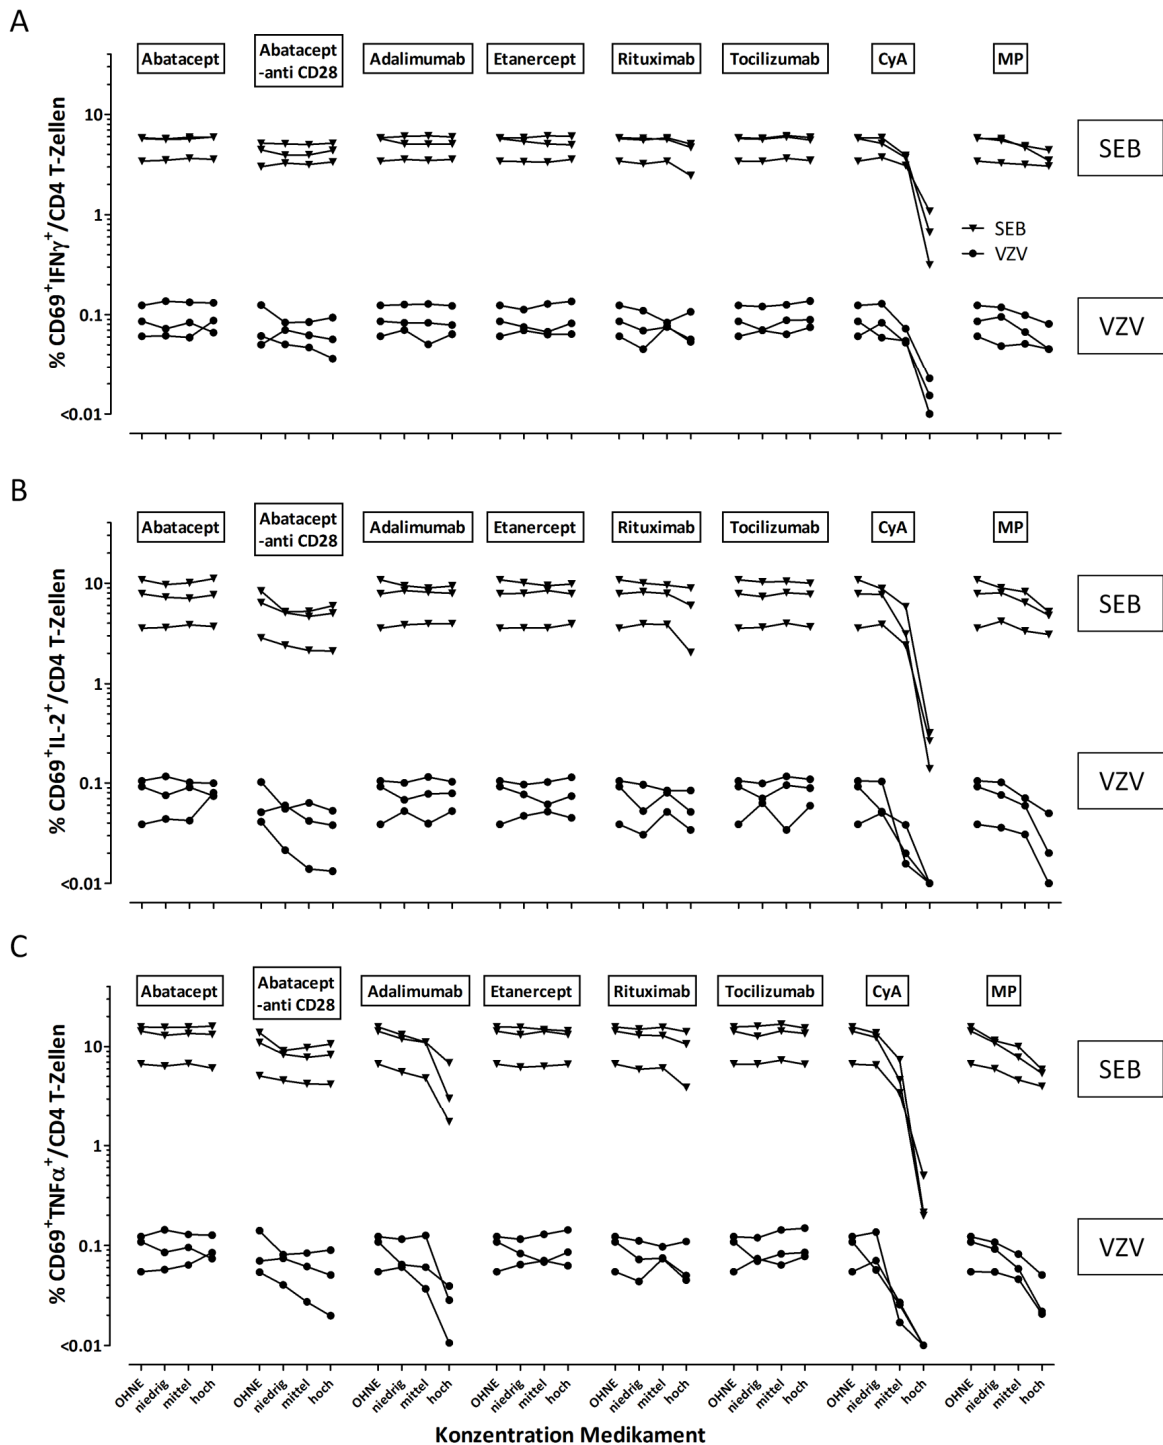 A
Abatacept
Abatacept
-anti CD28
Adalimumab
Etanercept
Rituximab
Tocilizumab
CyA
MP
% CD69⁺IFNγ⁺/CD4 T-Zellen
10
1
0.1
<0.01
SEB
SEB
VZV
VZV
B
Abatacept
Abatacept
-anti CD28
Adalimumab
Etanercept
Rituximab
Tocilizumab
CyA
MP
% CD69⁺IL-2⁺/CD4 T-Zellen
10
1
0.1
<0.01
SEB
VZV
C
Abatacept
Abatacept
-anti CD28
Adalimumab
Etanercept
Rituximab
Tocilizumab
CyA
MP
% CD69⁺TNFα⁺/CD4 T-Zellen
10
1
0.1
<0.01
SEB
VZV
OHNE niedrig mittel hoch OHNE niedrig mittel hoch OHNE niedrig mittel hoch OHNE niedrig mittel hoch OHNE niedrig mittel hoch OHNE niedrig mittel hoch OHNE niedrig mittel hoch OHNE niedrig mittel hoch
Konzentration Medikament